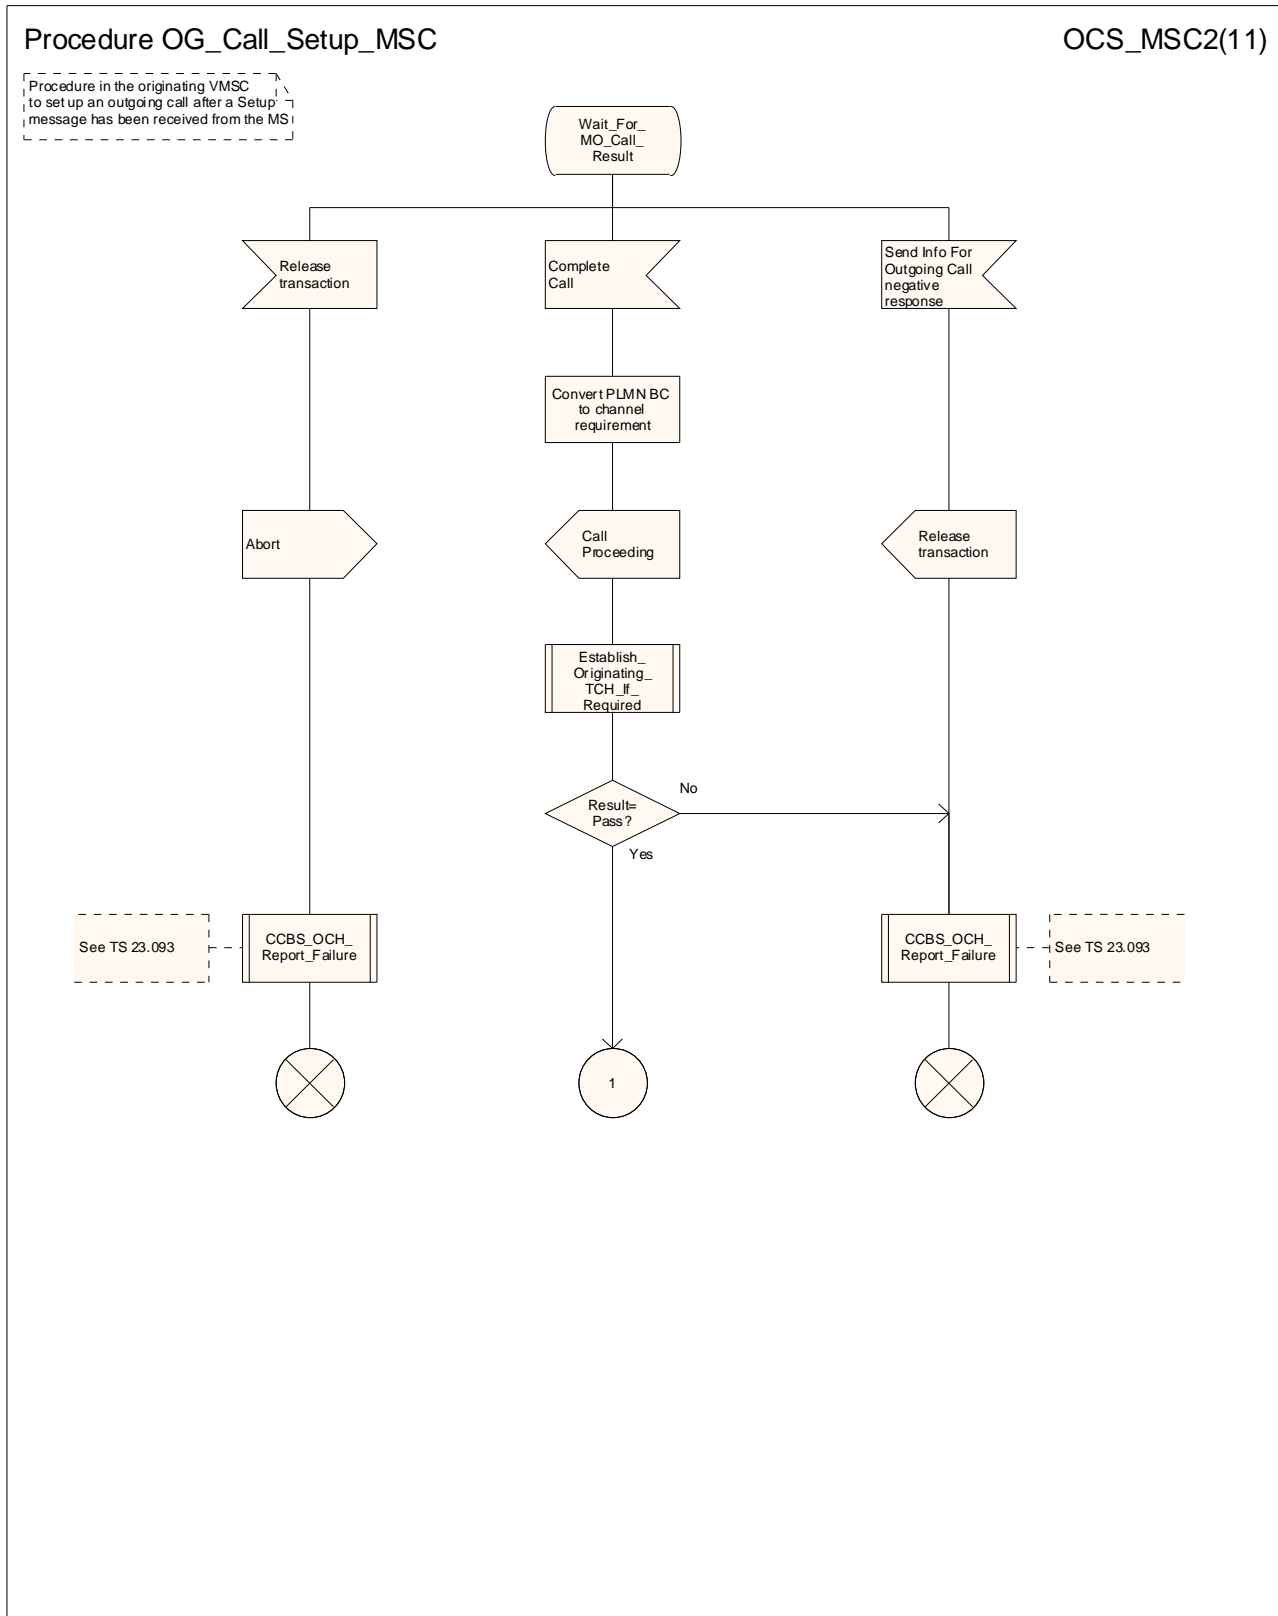 Procedure OG_Call_Setup_MSC
OCS_MSC2(11)
Procedure in the originating VMSC
to set up an outgoing call after a Setup
message has been received from the MS
Wait_For_
MO_Call_
Result
Release
transaction
Complete
Call
Send Info For
Outgoing Call
negative
response
Convert PLMN BC
to channel
requirement
Abort
Call
Proceeding
Release
transaction
Establish_
Originating_
TCH_If_
Required
Result=
Pass?
No
Yes
See TS 23.093
CCBS_OCH_
Report_Failure
CCBS_OCH_
Report_Failure
See TS 23.093
1